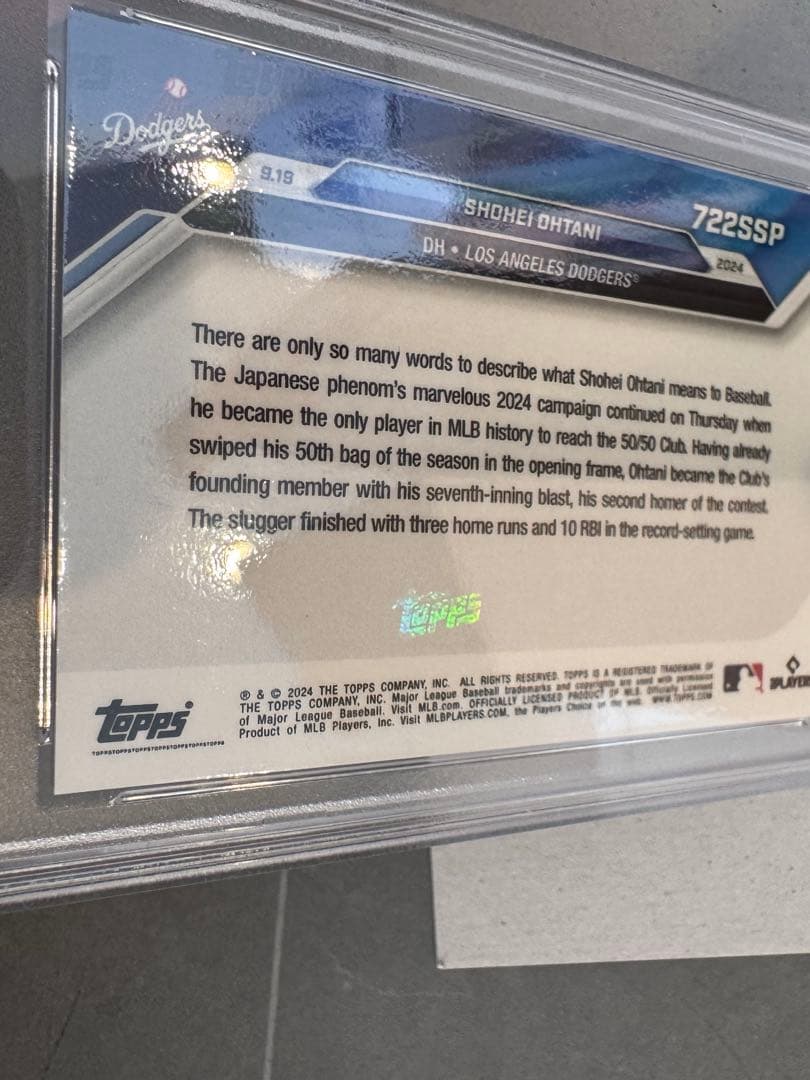 Dodgers
9.19
SHOHEI OHTANI
722SSP
DH • LOS ANGELES DODGERS®
2024
There are only so many words to describe what Shohei Ohtani means to Baseball.
The Japanese phenom's marvelous 2024 campaign continued on Thursday when
he became the only player in MLB history to reach the 50/50 Club. Having already
swiped his 50th bag of the season in the opening frame, Ohtani became the Club's
founding member with his seventh-inning blast, his second homer of the contest.
The slugger finished with three home runs and 10 RBI in the record-setting game.
TOPPS
topps
TOPPSTOPPSTOPPSTOPPSTOPPSTOPPSTOPPS
® & © 2024 THE TOPPS COMPANY, INC. ALL RIGHTS RESERVED. TOPPS IS A REGISTERED TRADEMARK OF
THE TOPPS COMPANY, INC. Major League Baseball trademarks and copyrights are used with permission
of Major League Baseball. Visit MLB.com. OFFICIALLY LICENSED PRODUCT OF MLB. Officially Licensed
Product of MLB Players, Inc. Visit MLBPLAYERS.COM, the Players Choice on the web. WWW.TOPPS.COM
PLAYERS